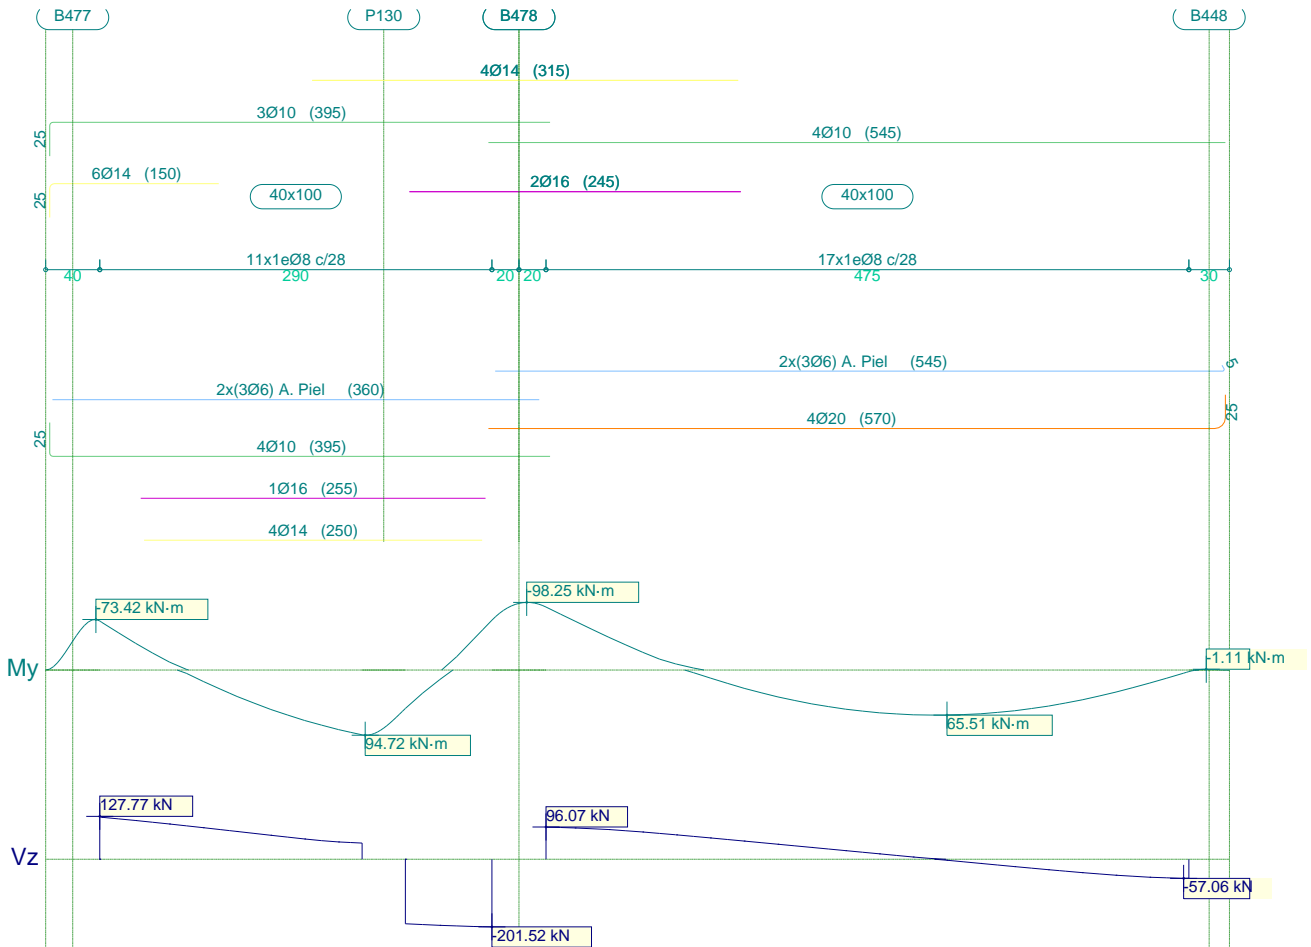 B477 P130 B478 B448
4Ø14 (315)
3Ø10 (395)
25
4Ø10 (545)
6Ø14 (150)
25
40x100
2Ø16 (245)
40x100
11x1eØ8 c/28
17x1eØ8 c/28
40 290 20 20 475 30
2x(3Ø6) A. Piel (545)
5
2x(3Ø6) A. Piel (360)
25
4Ø20 (570)
25
4Ø10 (395)
1Ø16 (255)
4Ø14 (250)
-73.42 kN·m
-98.25 kN·m
My
-1.11 kN·m
94.72 kN·m
65.51 kN·m
127.77 kN
96.07 kN
Vz
-57.06 kN
-201.52 kN